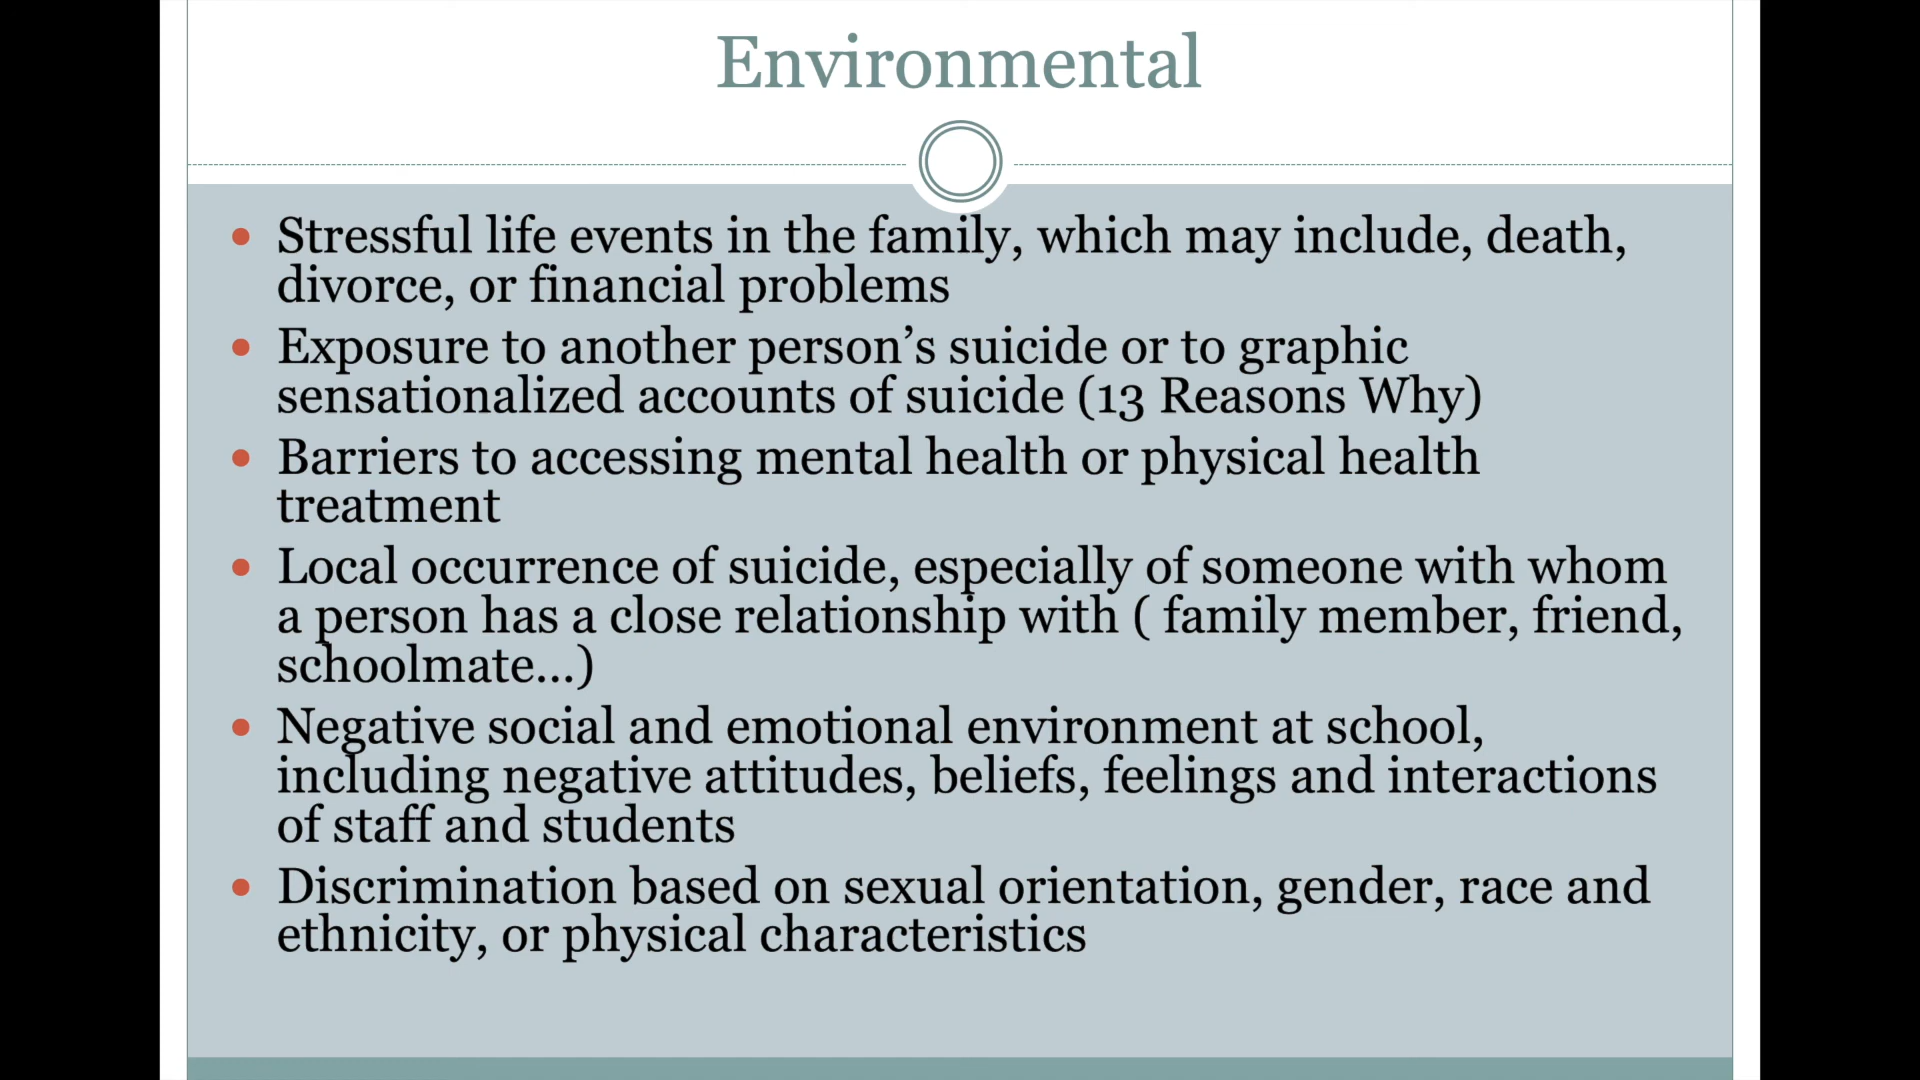 Environmental
Stressful life events in the family, which may include, death,
divorce, or financial problems
Exposure to another person’s suicide or to graphic
sensationalized accounts of suicide (13 Reasons Why)
Barriers to accessing mental health or physical health
treatment
Local occurrence of suicide, especially of someone with whom
a person has a close relationship with ( family member, friend,
schoolmate...)
Negative social and emotional environment at school,
including negative attitudes, beliefs, feelings and interactions
of staff and students
Discrimination based on sexual orientation, gender, race and
ethnicity, or physical characteristics